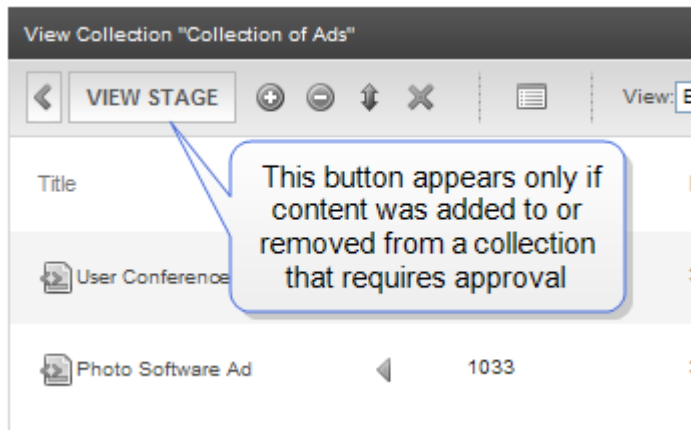 View Collection "Collection of Ads"
VIEW STAGE View:
Title
This button appears only if
content was added to or
removed from a collection
that requires approval
User Conference
Photo Software Ad 1033